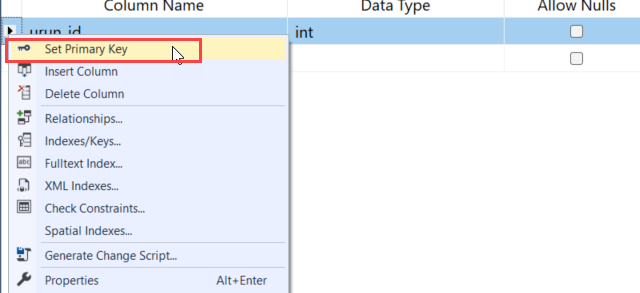 Column Name Data Type Allow Nulls
urun_id int
Set Primary Key
Insert Column
Delete Column
Relationships...
Indexes/Keys...
Fulltext Index...
XML Indexes...
Check Constraints...
Spatial Indexes...
Generate Change Script...
Properties Alt+Enter